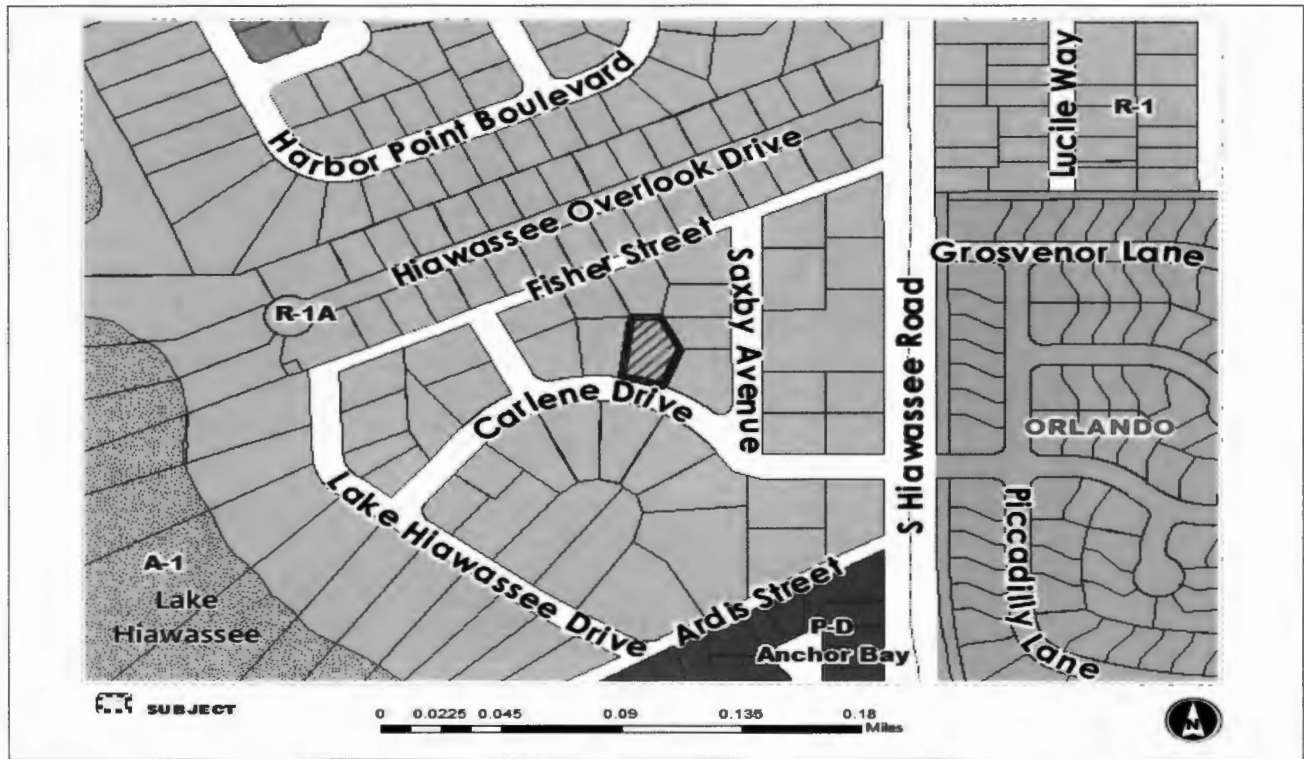 Harbor Point Boulevard
Lucile Way
R-1
Hiawassee Overlook Drive
Fisher Street
Saxby Avenue
S Hiawassee Road
Grosvenor Lane
R-1A
Carlene Drive
ORLANDO
Lake Hiawassee Drive
Piccadilly Lane
A-1
Lake
Hiawassee
Ardis Street
P-D
Anchor Bay
SUBJECT
0 0.0225 0.045 0.09 0.135 0.18
Miles
N